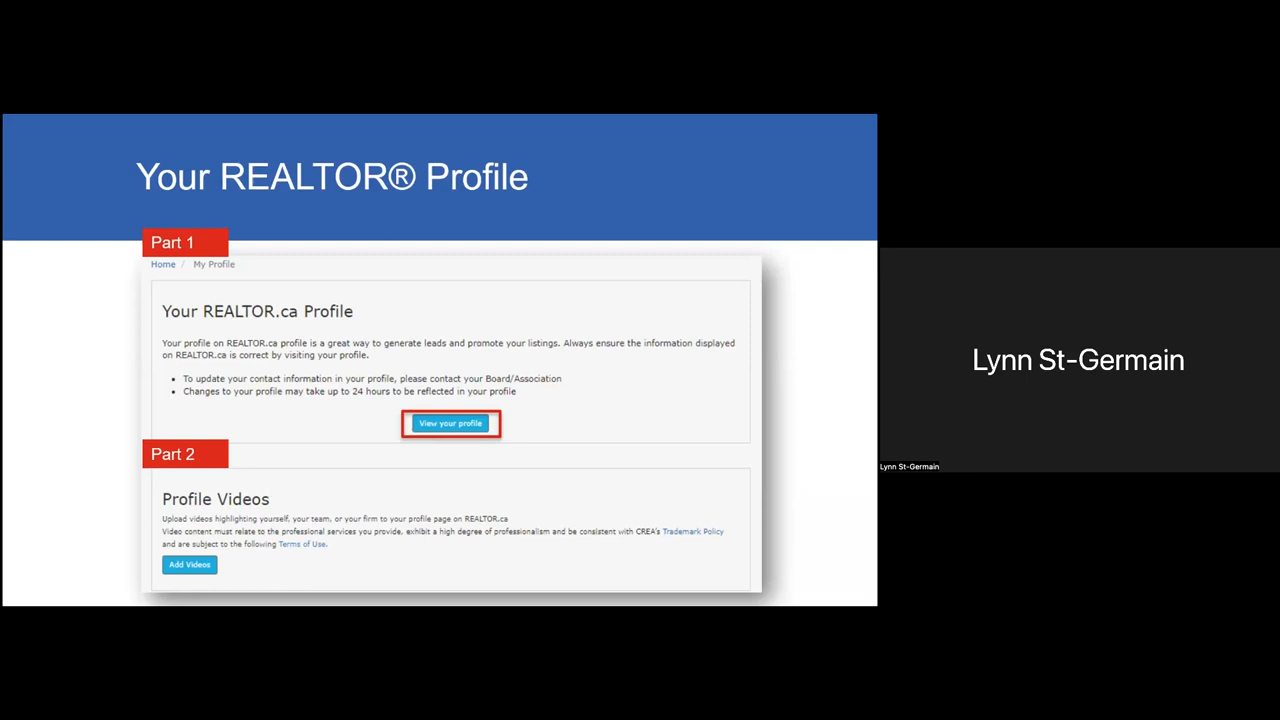 Your REALTOR® Profile
Part 1
Home / My Profile
Your REALTOR.ca Profile
Your profile on REALTOR.ca profile is a great way to generate leads and promote your listings. Always ensure the information displayed
on REALTOR.ca is correct by visiting your profile.
• To update your contact information in your profile, please contact your Board/Association
• Changes to your profile may take up to 24 hours to be reflected in your profile
View your profile
Part 2
Profile Videos
Upload videos highlighting yourself, your team, or your firm to your profile page on REALTOR.ca
Video content must relate to the professional services you provide, exhibit a high degree of professionalism and be consistent with CREA's Trademark Policy
and are subject to the following Terms of Use.
Add Videos
Lynn St-Germain
Lynn St-Germain